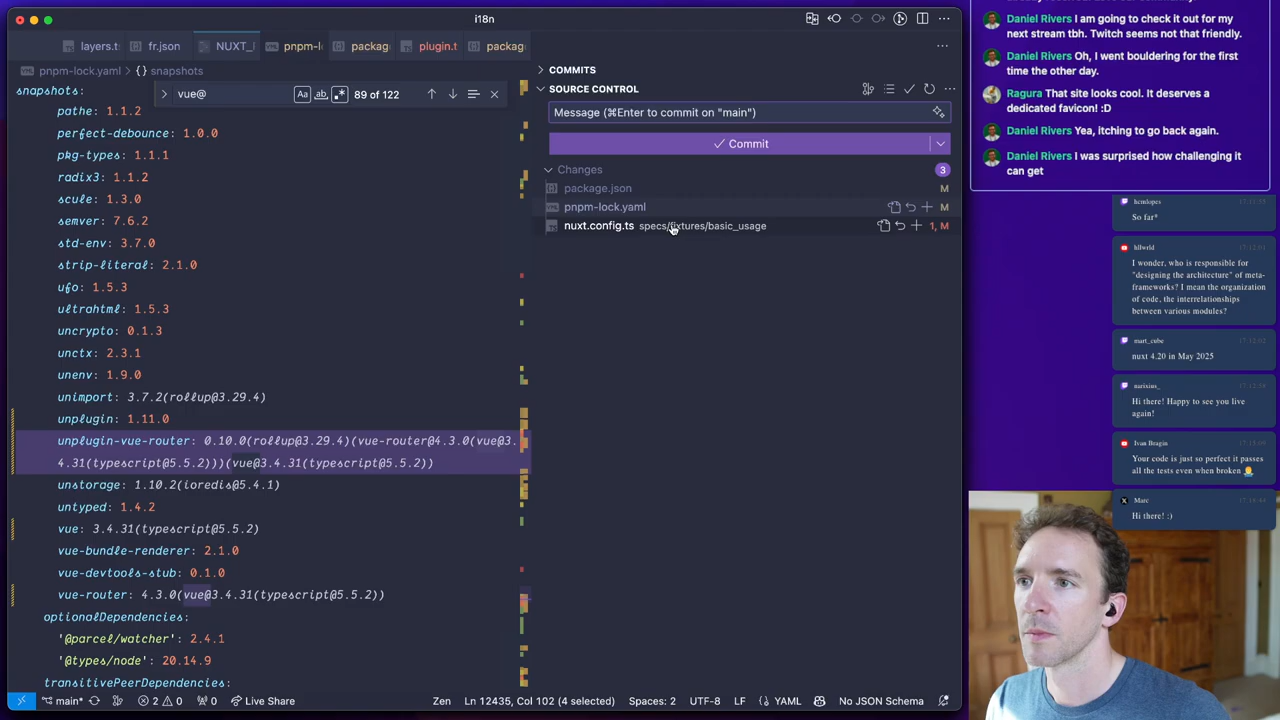 i18n
layers.t
fr.json
NUXT_
pnpm-l
packag
plugin.t
packag
pnpm-lock.yaml
snapshots
vue@
Aa
ab
.*
89 of 122
snapshots:
pathe: 1.1.2
perfect-debounce: 1.0.0
pkg-types: 1.1.1
radix3: 1.1.2
scule: 1.3.0
semver: 7.6.2
std-env: 3.7.0
strip-literal: 2.1.0
ufo: 1.5.3
ultrahtml: 1.5.3
uncrypto: 0.1.3
unctx: 2.3.1
unenv: 1.9.0
unimport: 3.7.2(rollup@3.29.4)
unplugin: 1.11.0
unplugin-vue-router: 0.10.0(rollup@3.29.4)(vue-router@4.3.0(vue@3.
4.31(typescript@5.5.2)))(vue@3.4.31(typescript@5.5.2))
unstorage: 1.10.2(ioredis@5.4.1)
untyped: 1.4.2
vue: 3.4.31(typescript@5.5.2)
vue-bundle-renderer: 2.1.0
vue-devtools-stub: 0.1.0
vue-router: 4.3.0(vue@3.4.31(typescript@5.5.2))
optionalDependencies:
'@parcel/watcher': 2.4.1
'@types/node': 20.14.9
transitivePeerDependencies:
COMMITS
SOURCE CONTROL
Message (⌘Enter to commit on "main")
Commit
Changes
3
package.json
M
pnpm-lock.yaml
M
nuxt.config.ts specs/fixtures/basic_usage
1, M
main*
2
0
0
Live Share
Zen
Ln 12435, Col 102 (4 selected)
Spaces: 2
UTF-8
LF
YAML
No JSON Schema
Daniel Rivers I am going to check it out for my
next stream tbh. Twitch seems not that friendly.
Daniel Rivers Oh, I went bouldering for the first
time the other day.
Ragura That site looks cool. It deserves a
dedicated favicon! :D
Daniel Rivers Yea, itching to go back again.
Daniel Rivers I was surprised how challenging it
can get
So far*
I wonder, who is responsible for
"designing the architecture" of meta-
frameworks? I mean the organization
of code, the interrelationships
between various modules?
mart_cube
nuxt 4.20 in May 2025
Hi there! Happy to see you live
again!
Ivan Bragin
Your code is just so perfect it passes
all the tests even when broken
Marc
Hi there! :)